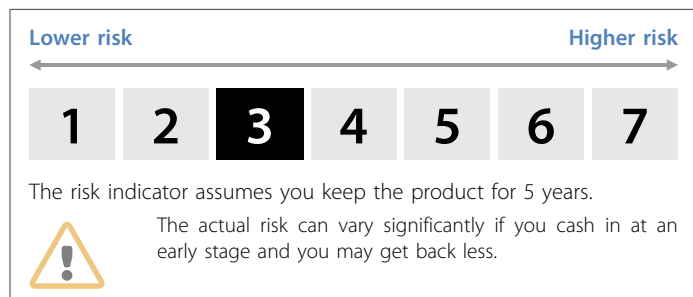 Lower risk Higher risk
1 2 3 4 5 6 7
The risk indicator assumes you keep the product for 5 years.
The actual risk can vary significantly if you cash in at an
early stage and you may get back less.